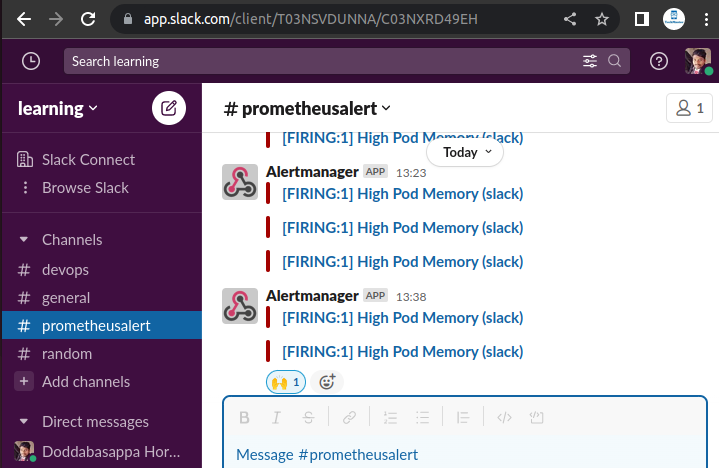 app.slack.com/client/T03NSVDUNNA/C03NXRD49EH
Search learning
learning
# prometheusalert
1
Slack Connect
Browse Slack
Channels
# devops
# general
# prometheusalert
# random
+ Add channels
Direct messages
Doddabasappa Hor...
[FIRING:1] High Pod Memory (slack)
Today
Alertmanager APP 13:23
[FIRING:1] High Pod Memory (slack)
[FIRING:1] High Pod Memory (slack)
[FIRING:1] High Pod Memory (slack)
Alertmanager APP 13:38
[FIRING:1] High Pod Memory (slack)
[FIRING:1] High Pod Memory (slack)
1
B I S
Message #prometheusalert